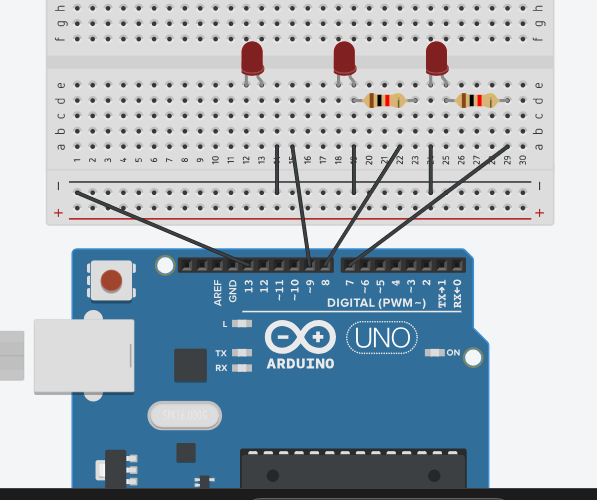 h h
g g
f f
e e
d d
c c
b b
a a
1 2 3 4 5 6 7 8 9 10 11 12 13 14 15 16 17 18 19 20 21 22 23 24 25 26 27 28 29 30
− −
+ +
AREF
GND
13
12
~11
~10
~9
8
7
~6
~5
4
~3
2
TX→1
RX←0
DIGITAL (PWM~)
L
TX
RX
ARDUINO
UNO
ON